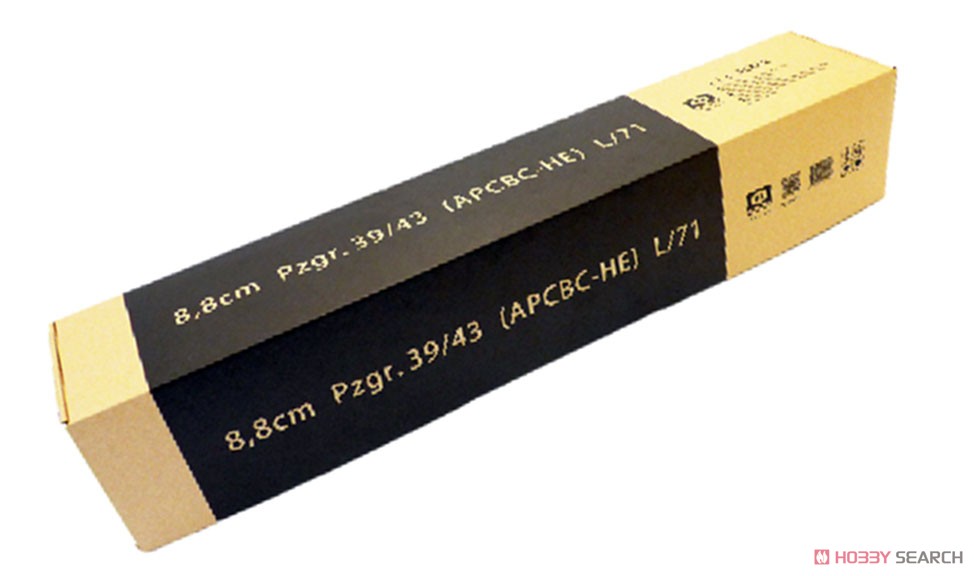 8,8cm Pzgr.39/43 (APCBC-HE) L/71
8,8cm Pzgr.39/43 (APCBC-HE) L/71
HOBBY SEARCH